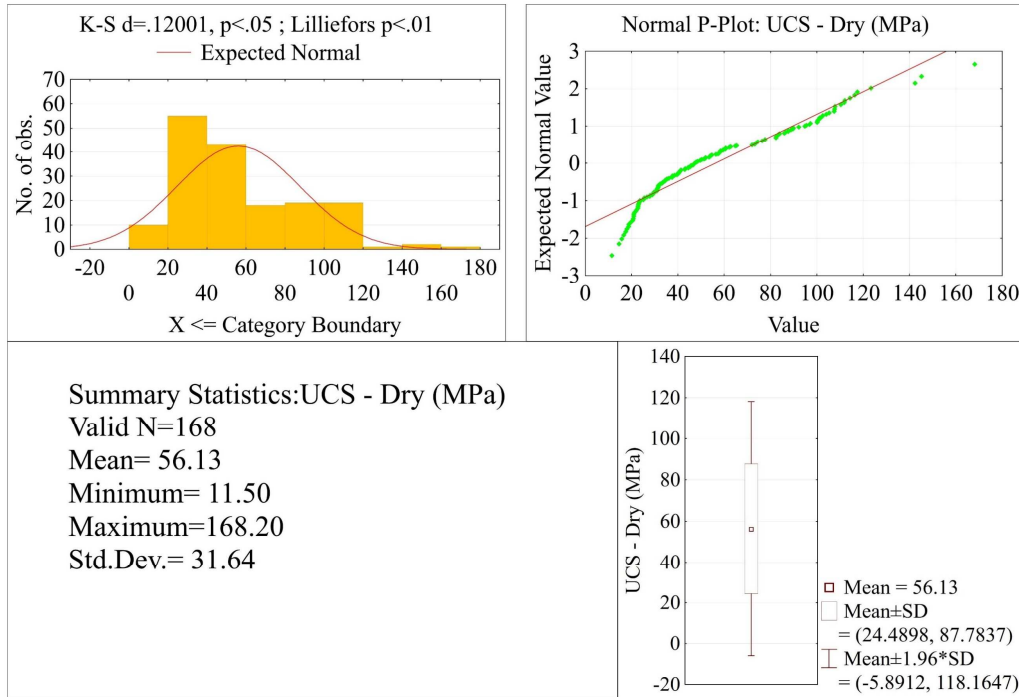 K-S d=.12001, p<.05 ; Lilliefors p<.01
Expected Normal
70
60
50
40
30
20
10
0
No. of obs.
-20 20 60 100 140 180
0 40 80 120 160
X <= Category Boundary
Normal P-Plot: UCS - Dry (MPa)
3
2
1
0
-1
-2
-3
Expected Normal Value
0 20 40 60 80 100 120 140 160 180
Value
Summary Statistics:UCS - Dry (MPa)
Valid N=168
Mean= 56.13
Minimum= 11.50
Maximum=168.20
Std.Dev.= 31.64
140
120
100
80
60
40
20
0
-20
UCS - Dry (MPa)
Mean = 56.13
Mean±SD
= (24.4898, 87.7837)
Mean±1.96*SD
= (-5.8912, 118.1647)